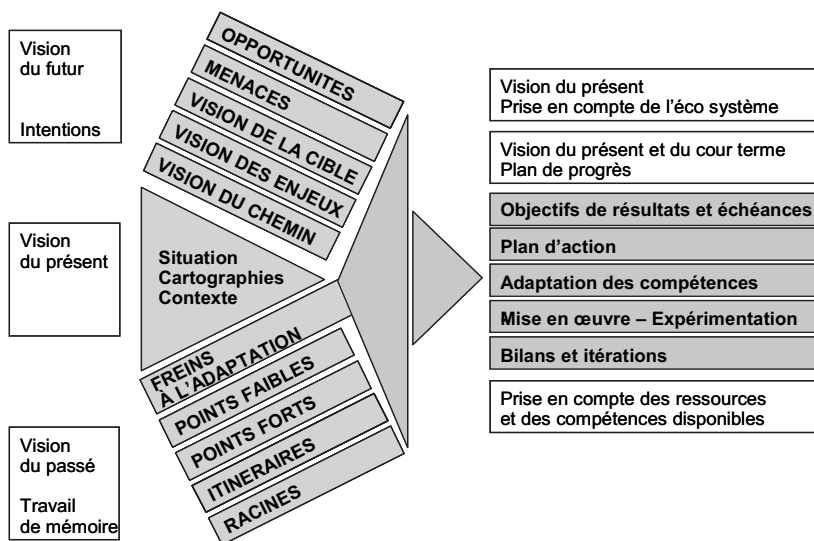 Vision
du futur
Intentions
OPPORTUNITES
MENACES
VISION DE LA CIBLE
VISION DES ENJEUX
VISION DU CHEMIN
Vision
du présent
Situation
Cartographies
Contexte
FREINS
À L'ADAPTATION
POINTS FAIBLES
POINTS FORTS
ITINERAIRES
RACINES
Vision
du passé
Travail
de mémoire
Vision du présent
Prise en compte de l'éco système
Vision du présent et du cour terme
Plan de progrès
Objectifs de résultats et échéances
Plan d'action
Adaptation des compétences
Mise en œuvre – Expérimentation
Bilans et itérations
Prise en compte des ressources
et des compétences disponibles